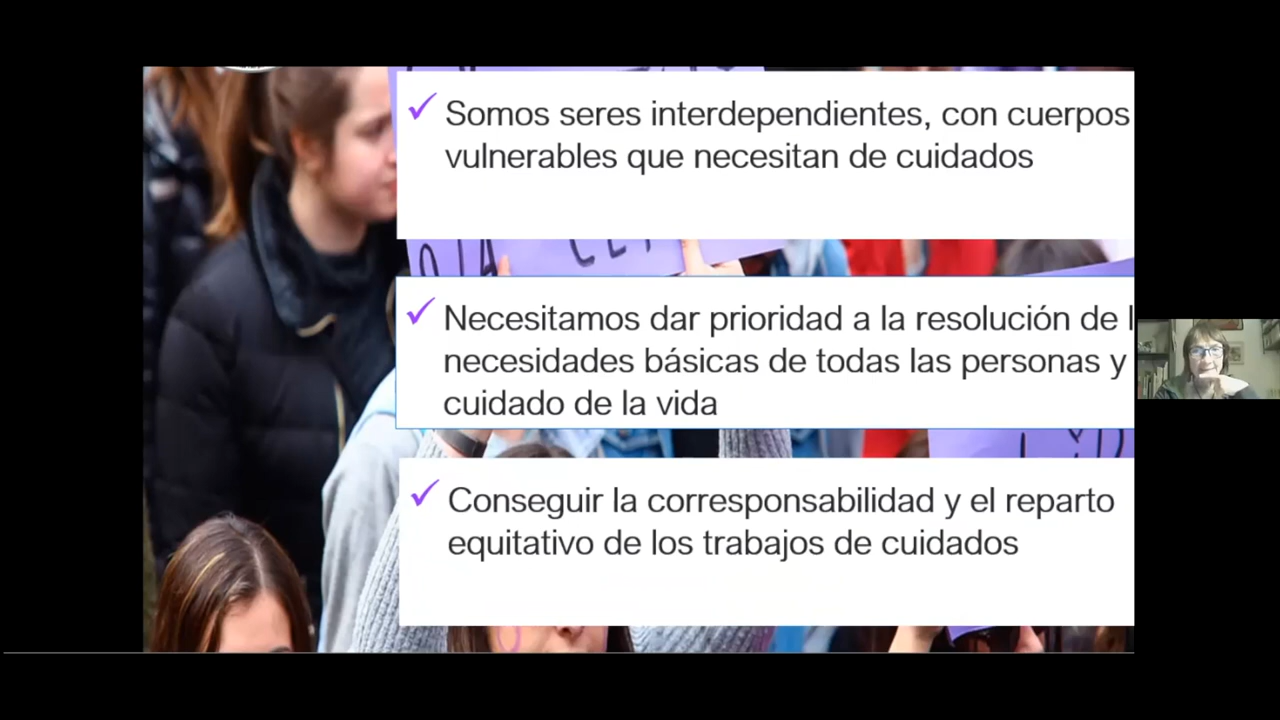 Somos seres interdependientes, con cuerpos
vulnerables que necesitan de cuidados
Necesitamos dar prioridad a la resolución de l
necesidades básicas de todas las personas y
cuidado de la vida
Conseguir la corresponsabilidad y el reparto
equitativo de los trabajos de cuidados